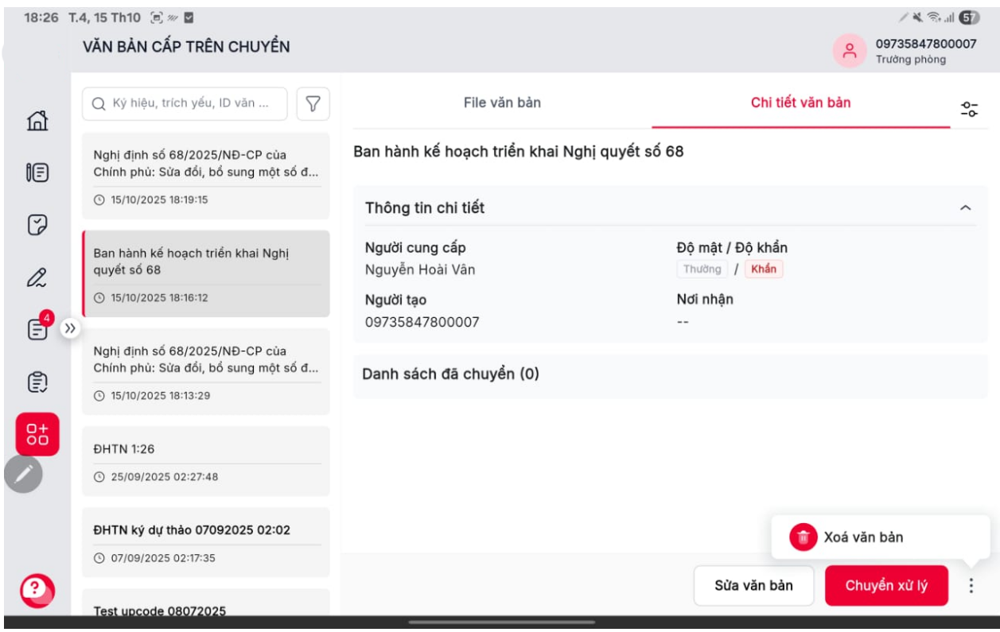 18:26 T.4, 15 Th10
57
VĂN BẢN CẤP TRÊN CHUYỂN
09735847800007
Trưởng phòng
Ký hiệu, trích yếu, ID văn ...
Nghị định số 68/2025/NĐ-CP của
Chính phủ: Sửa đổi, bổ sung một số đ...
15/10/2025 18:19:15
Ban hành kế hoạch triển khai Nghị
quyết số 68
15/10/2025 18:16:12
Nghị định số 68/2025/NĐ-CP của
Chính phủ: Sửa đổi, bổ sung một số đ...
15/10/2025 18:13:29
ĐHTN 1:26
25/09/2025 02:27:48
ĐHTN ký dự thảo 07092025 02:02
07/09/2025 02:17:35
Test upcode 08072025
4
File văn bản
Chi tiết văn bản
Ban hành kế hoạch triển khai Nghị quyết số 68
Thông tin chi tiết
Người cung cấp
Nguyễn Hoài Vân
Độ mật / Độ khẩn
Thường / Khẩn
Người tạo
09735847800007
Nơi nhận
--
Danh sách đã chuyển (0)
Xoá văn bản
Sửa văn bản
Chuyển xử lý